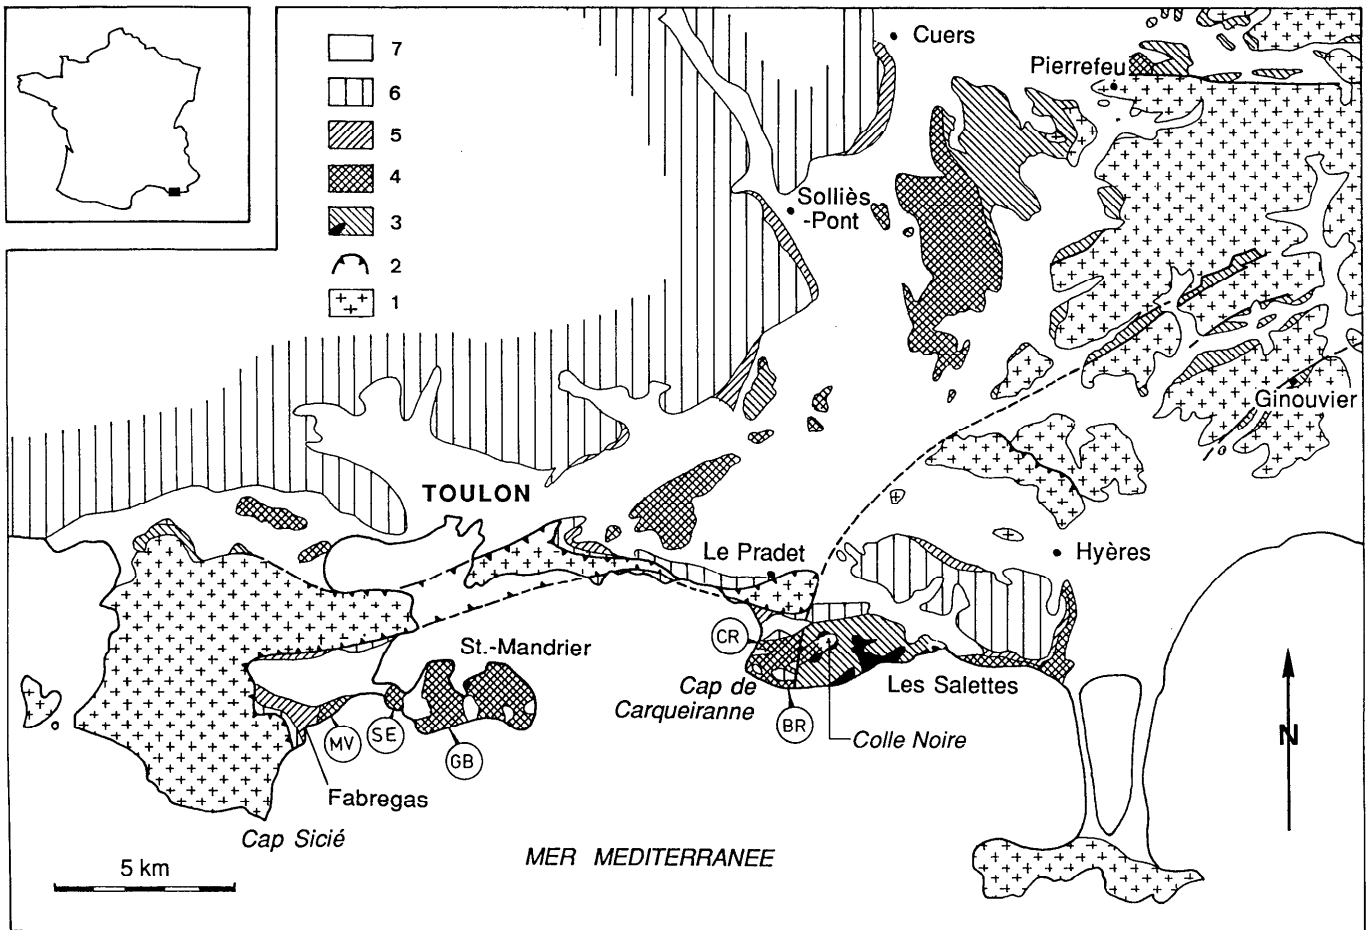 7
6
5
4
3
2
1
Cuers
Pierrefeu
Solliès
-Pont
Ginouvier
TOULON
Hyères
Le Pradet
CR
St.-Mandrier
Cap de
Carqueiranne
Les Salettes
MV
SE
GB
BR
Colle Noire
N
Fabregas
Cap Sicié
MER MEDITERRANEE
5 km